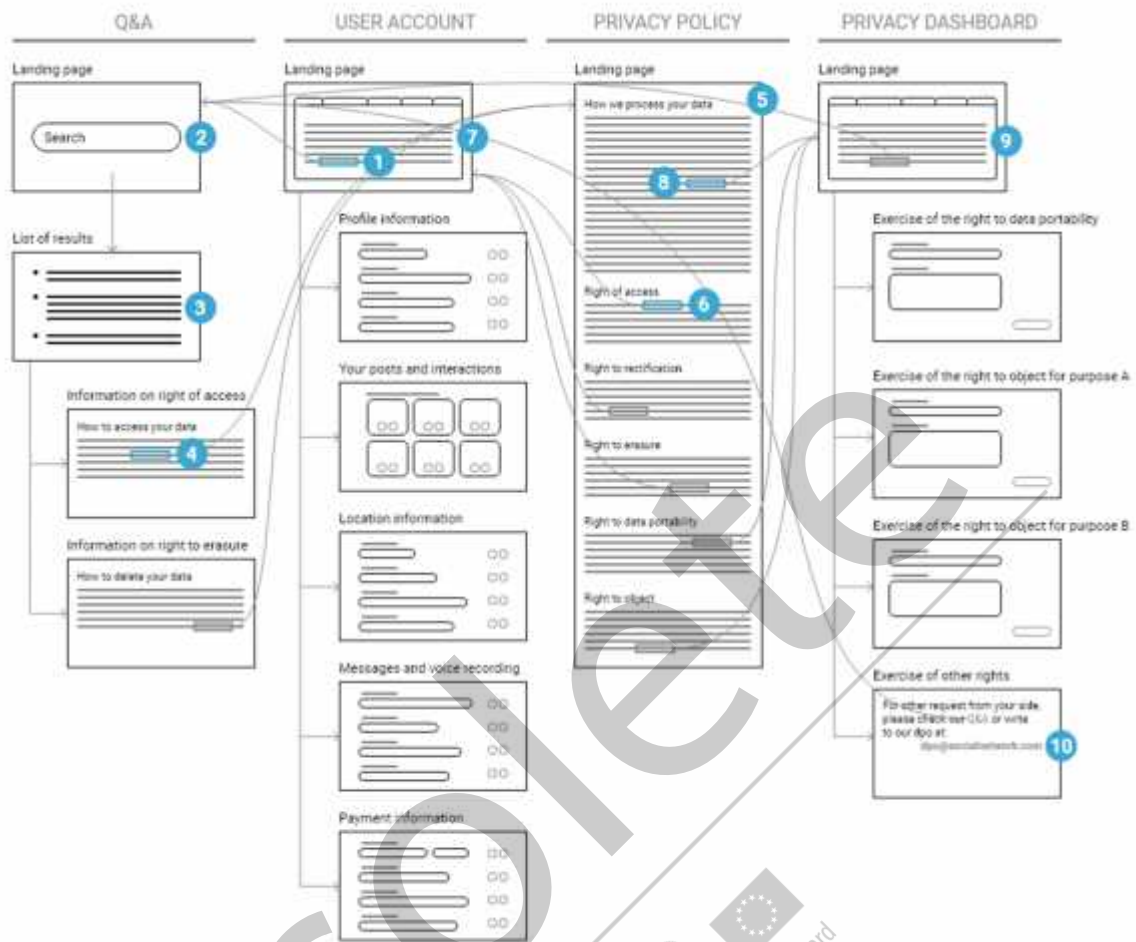 Q&A
USER ACCOUNT
PRIVACY POLICY
PRIVACY DASHBOARD
Landing page
Search
2
List of results
3
Information on right of access
How to access your data
4
Information on right to erasure
How to delete your data
Landing page
7
1
Profile information
Your posts and interactions
Location information
Messages and voice recording
Payment information
Landing page
How we process your data
5
8
Right of access
6
Right to rectification
Right to erasure
Right to data portability
Right to object
Landing page
9
Exercise of the right to data portability
Exercise of the right to object for purpose A
Exercise of the right to object for purpose B
Exercise of other rights
For other request from your side,
please check our Q&A or write
to our dpo at:
dpo@socialnetwork.com
10
olete